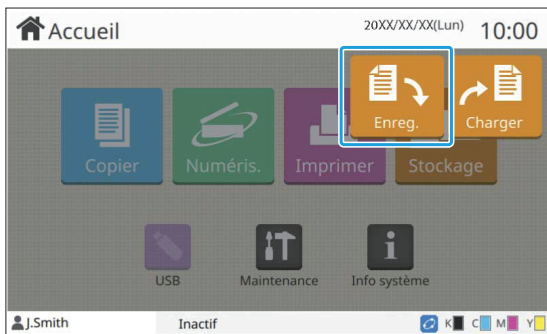 Accueil
20XX/XX/XX(Lun) 10:00
Enreg. Charger
Copier Numéris. Imprimer Stockage
USB Maintenance Info système
J.Smith Inactif K C M Y